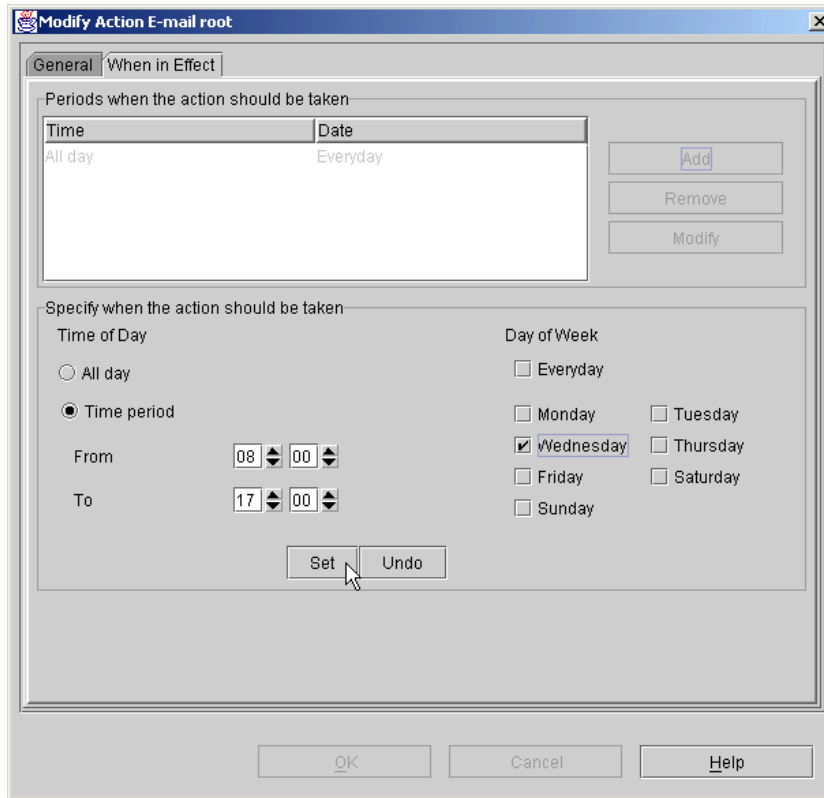 Modify Action E-mail root
General When in Effect
Periods when the action should be taken
Time Date
All day Everyday
Add
Remove
Modify
Specify when the action should be taken
Time of Day Day of Week
All day Everyday
Time period Monday Tuesday
Wednesday Thursday
From 08 00
Friday Saturday
To 17 00
Sunday
Set Undo
OK Cancel Help